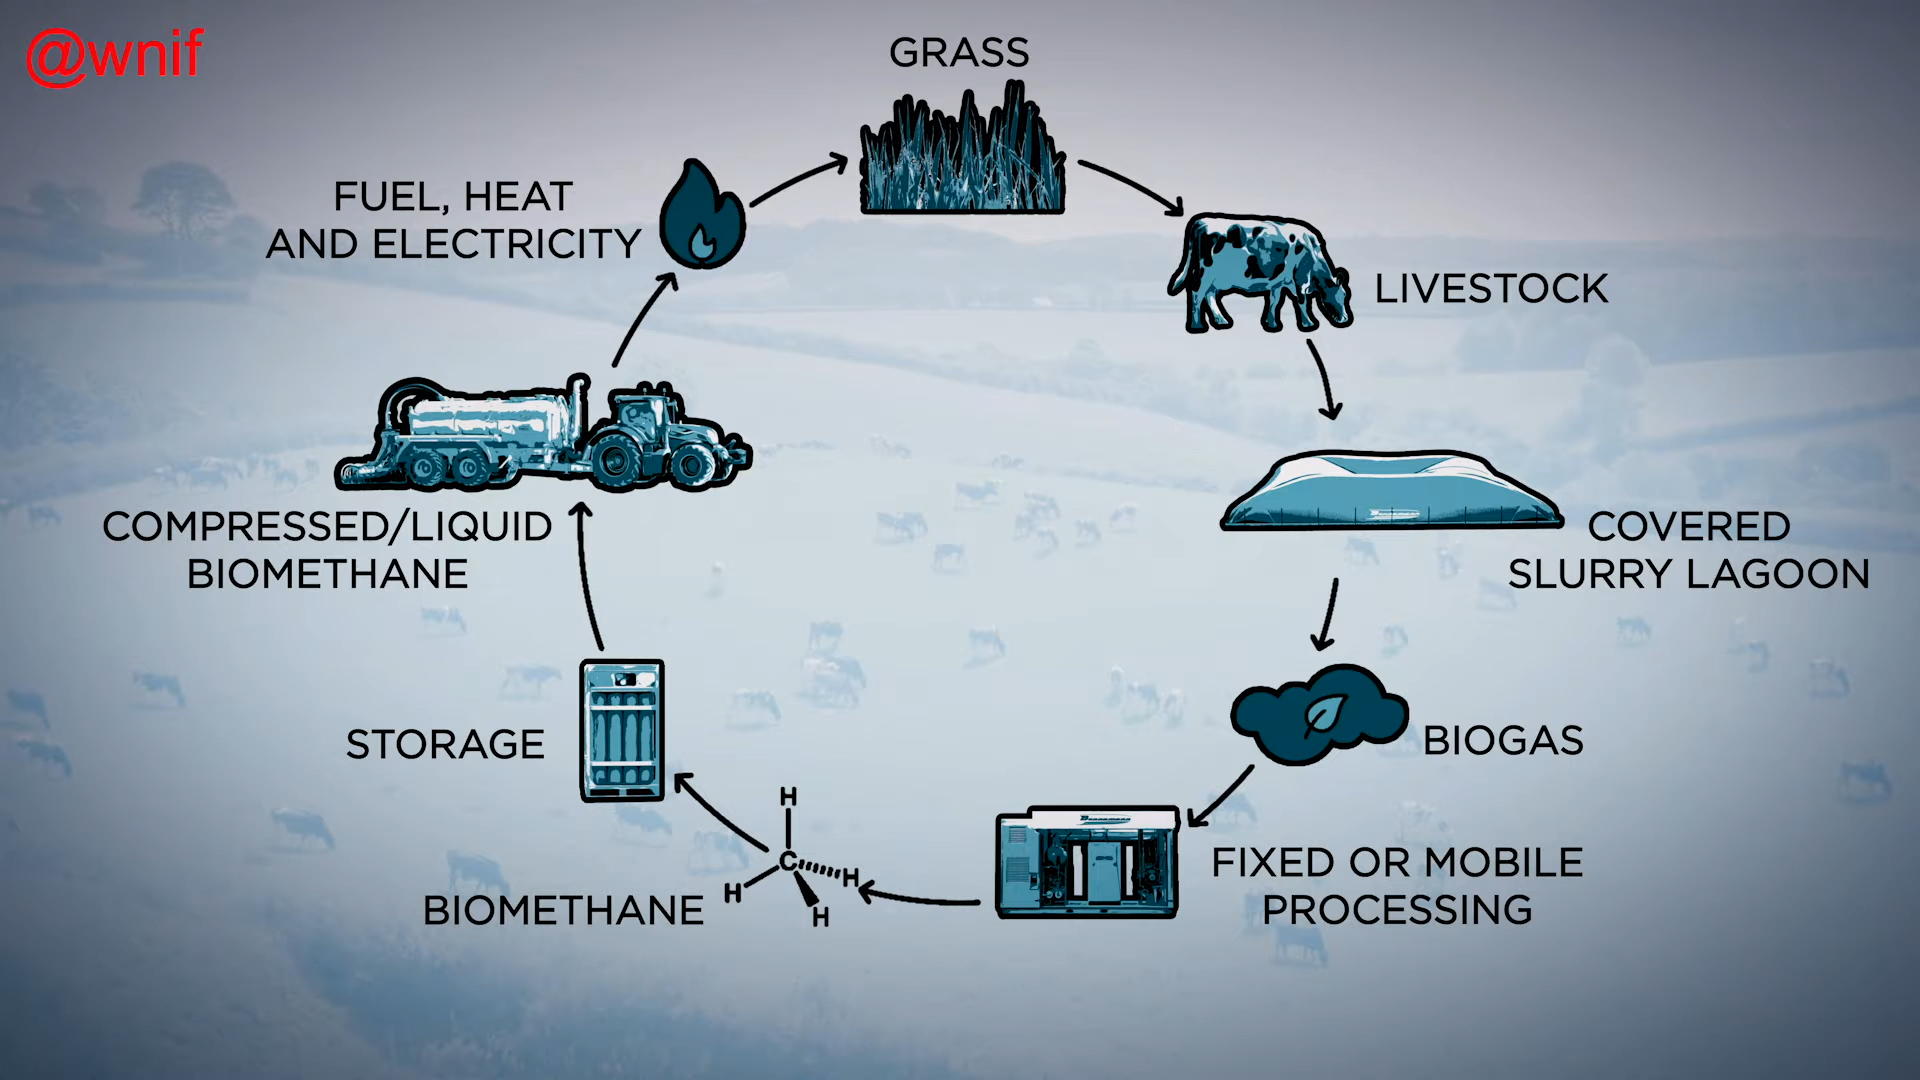 @wnif
GRASS
FUEL, HEAT
AND ELECTRICITY
LIVESTOCK
COMPRESSED/LIQUID
BIOMETHANE
COVERED
SLURRY LAGOON
STORAGE
BIOGAS
H
C
H
H
H
BIOMETHANE
FIXED OR MOBILE
PROCESSING